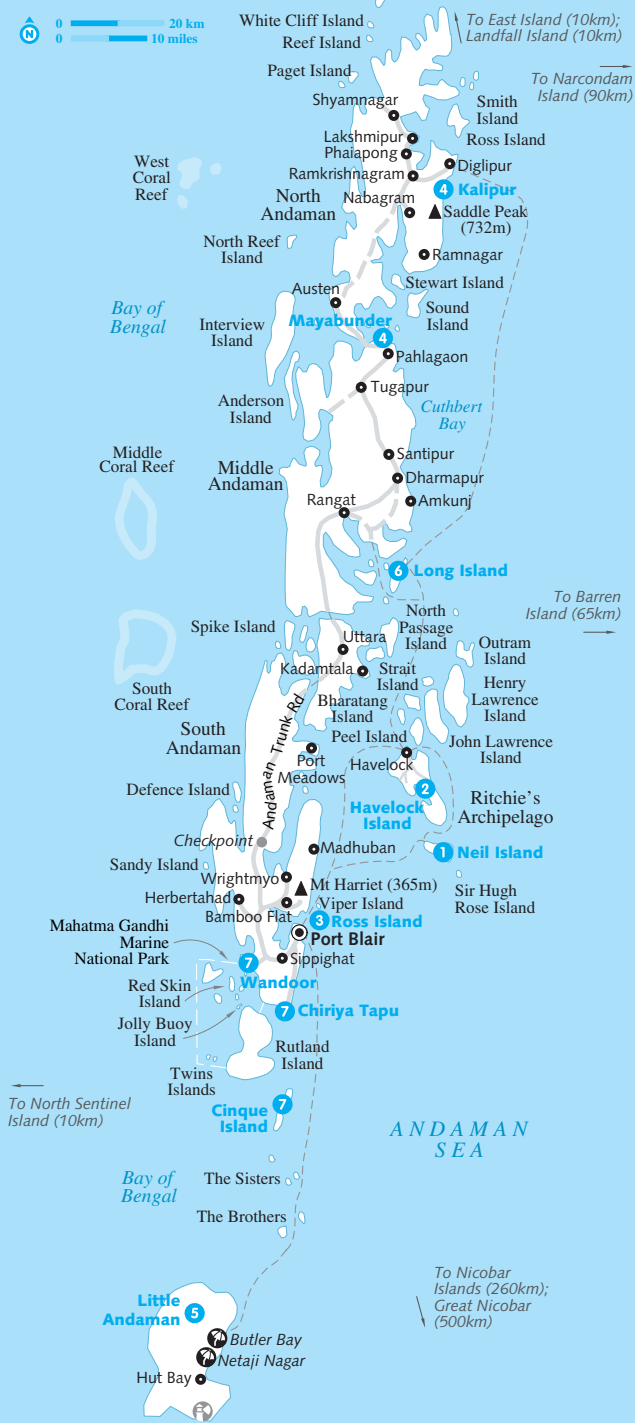 White Cliff Island
To East Island (10km);
Landfall Island (10km)
N
0 20 km
0 10 miles
Reef Island
Paget Island
To Narcondam
Island (90km)
Shyamnagar
Smith
Island
Lakshmipur
Ross Island
Phaiapong
West
Coral
Reef
Diglipur
Ramkrishnagram
4 Kalipur
North
Andaman
Nabagram
Saddle Peak
(732m)
North Reef
Island
Ramnagar
Stewart Island
Austen
Bay of
Bengal
Sound
Island
Interview
Island
Mayabunder
4
Pahlagaon
Tugapur
Anderson
Island
Cuthbert
Bay
Middle
Coral Reef
Santipur
Middle
Andaman
Dharmapur
Rangat
Amkunj
6 Long Island
To Barren
Island (65km)
North
Passage
Island
Spike Island
Uttara
Outram
Island
Kadamtala
Strait
Island
South
Coral Reef
Henry
Lawrence
Island
Bharatang
Island
South
Andaman
Andaman Trunk Rd
Peel Island
John Lawrence
Island
Port
Meadows
Havelock
Defence Island
2
Havelock
Island
Ritchie's
Archipelago
Checkpoint
Madhuban
1 Neil Island
Sandy Island
Wrightmyo
Mt Harriet (365m)
Herbertahad
Viper Island
Sir Hugh
Rose Island
Bamboo Flat
3 Ross Island
Mahatma Gandhi
Marine
National Park
Port Blair
Sippighat
7
Wandoor
Red Skin
Island
7 Chiriya Tapu
Jolly Buoy
Island
Rutland
Island
Twins
Islands
To North Sentinel
Island (10km)
7
Cinque
Island
ANDAMAN
SEA
Bay of
Bengal
The Sisters
The Brothers
To Nicobar
Islands (260km);
Great Nicobar
(500km)
Little
Andaman
5
Butler Bay
Netaji Nagar
Hut Bay